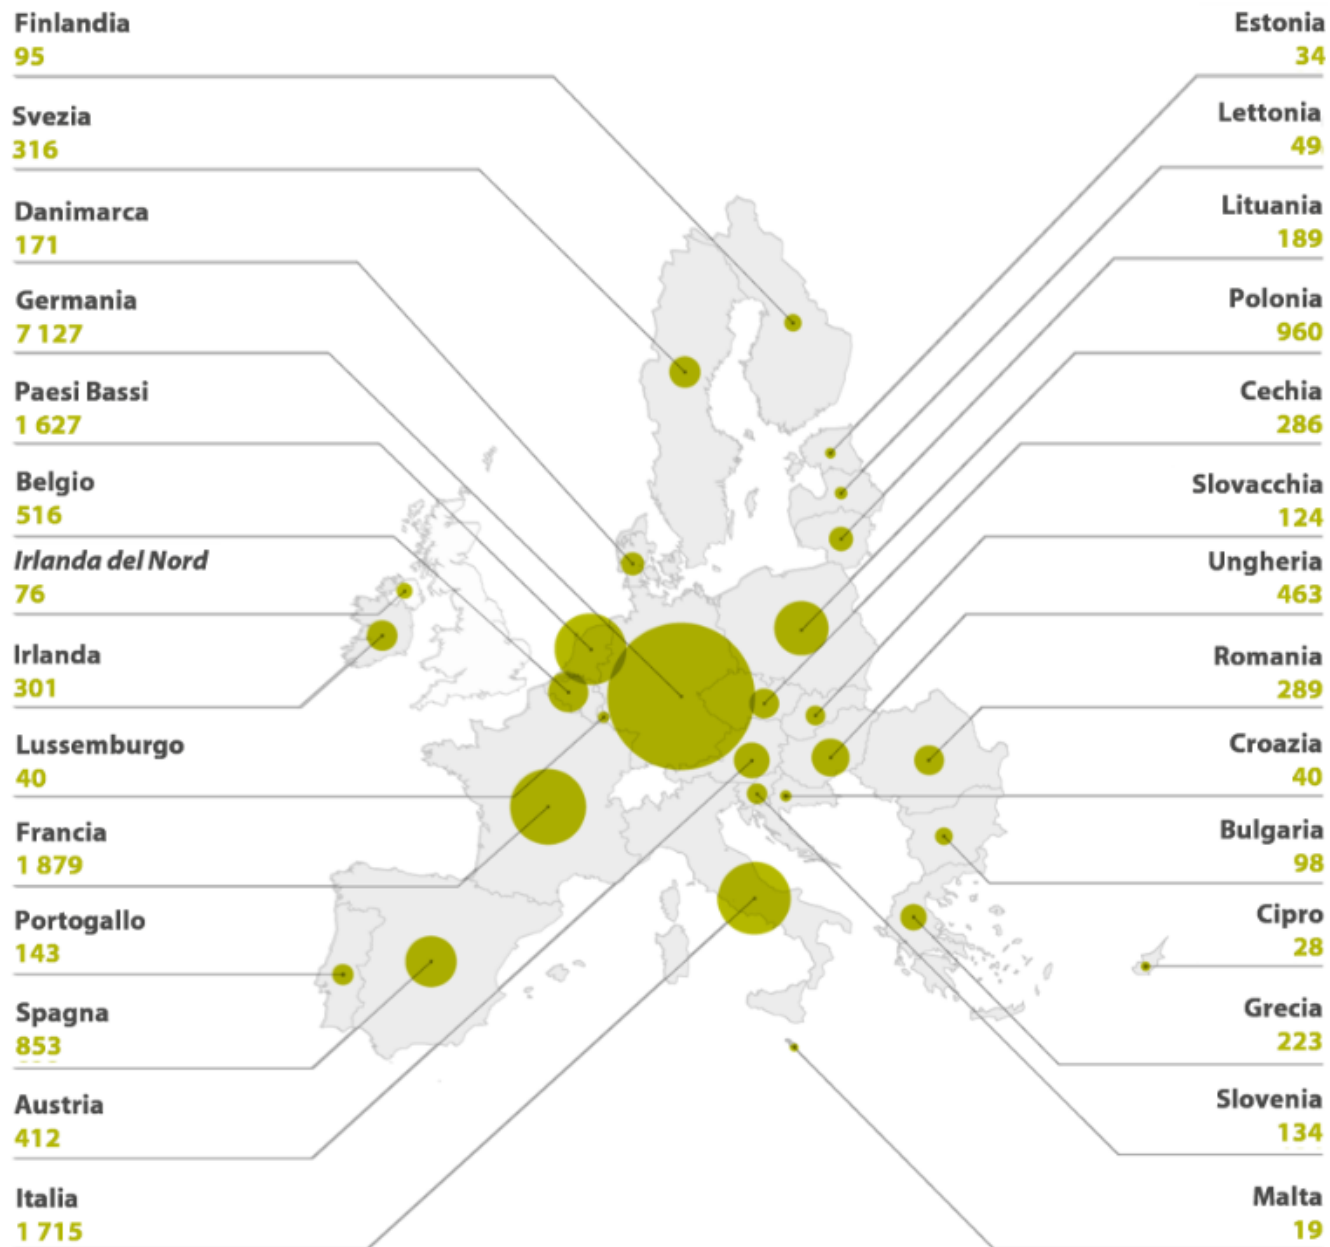 Finlandia
95
Svezia
316
Danimarca
171
Germania
7 127
Paesi Bassi
1 627
Belgio
516
Irlanda del Nord
76
Irlanda
301
Lussemburgo
40
Francia
1 879
Portogallo
143
Spagna
853
Austria
412
Italia
1 715
Estonia
34
Lettonia
49
Lituania
189
Polonia
960
Cechia
286
Slovacchia
124
Ungheria
463
Romania
289
Croazia
40
Bulgaria
98
Cipro
28
Grecia
223
Slovenia
134
Malta
19